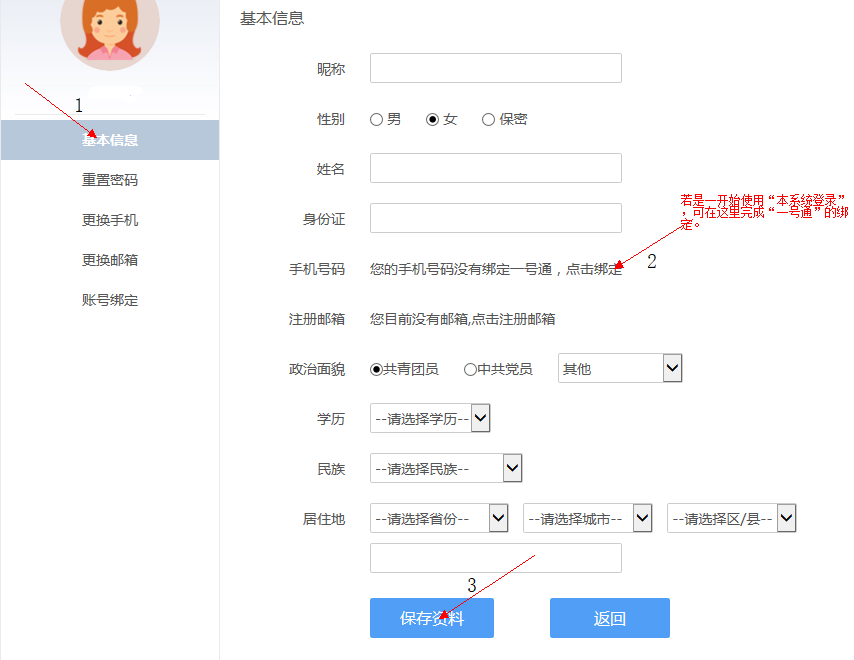 基本信息
1
基本信息
重置密码
更换手机
更换邮箱
账号绑定
昵称
性别 男 女 保密
姓名
身份证
若是一开始使用“本系统登录”
，可在这里完成“一号通”的绑
定。
手机号码 您的手机号码没有绑定一号通，点击绑定
2
注册邮箱 您目前没有邮箱,点击注册邮箱
政治面貌 共青团员 中共党员 其他
学历 --请选择学历--
民族 --请选择民族--
居住地 --请选择省份-- --请选择城市-- --请选择区/县--
3
保存资料 返回